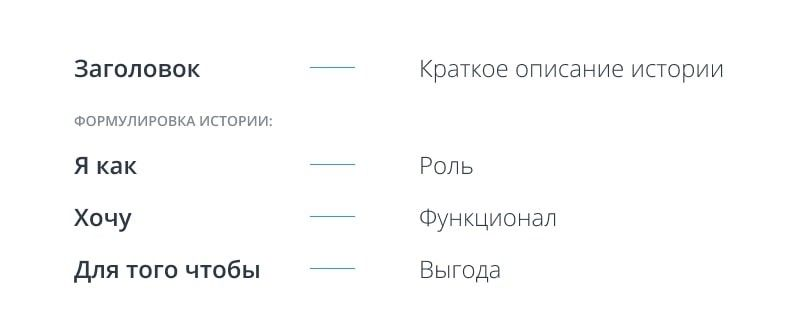 Заголовок — Краткое описание истории
ФОРМУЛИРОВКА ИСТОРИИ:
Я как — Роль
Хочу — Функционал
Для того чтобы — Выгода